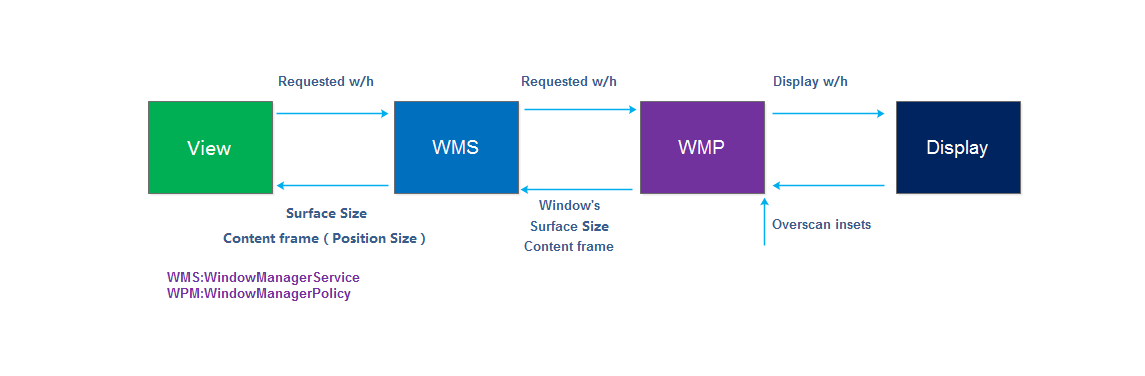 Requested w/h
Requested w/h
Display w/h
View
WMS
WMP
Display
Surface Size
Content frame ( Position Size )
Window's
Surface Size
Content frame
Overscan insets
WMS:WindowManagerService
WPM:WindowManagerPolicy